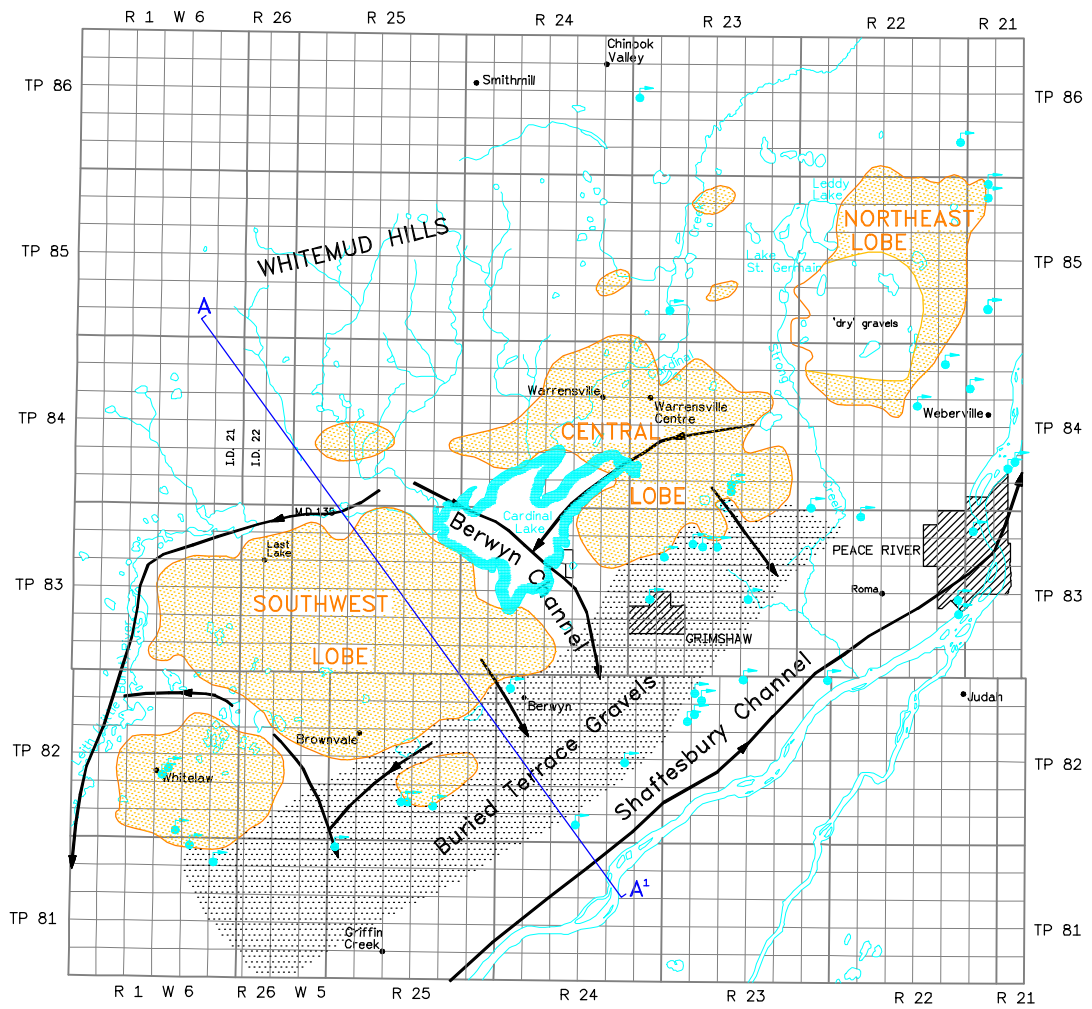 R 1 W 6 R 26 R 25 R 24 R 23 R 22 R 21
Chinook
Valley
Smithmill
TP 86
TP 86
Leddy
Lake
NORTHEAST
LOBE
WHITEMUD HILLS
Creek
TP 85
TP 85
Lake
St. Germain
A
'dry' gravels
Strong
Warrensville
Warrensville
Centre
Weberville
TP 84
TP 84
CENTRAL
LOBE
I.D. 21
I.D. 22
Creek
M.D.135
Cardinal
Lake
Berwyn Channel
Last
Lake
PEACE RIVER
TP 83
TP 83
Roma
SOUTHWEST
LOBE
GRIMSHAW
Judah
Berwyn
Brownvale
Buried Terrace Gravels
Shaftesbury Channel
TP 82
TP 82
Whitelaw
A¹
TP 81
TP 81
Griffin
Creek
R 1 W 6 R 26 W 5 R 25 R 24 R 23 R 22 R 21